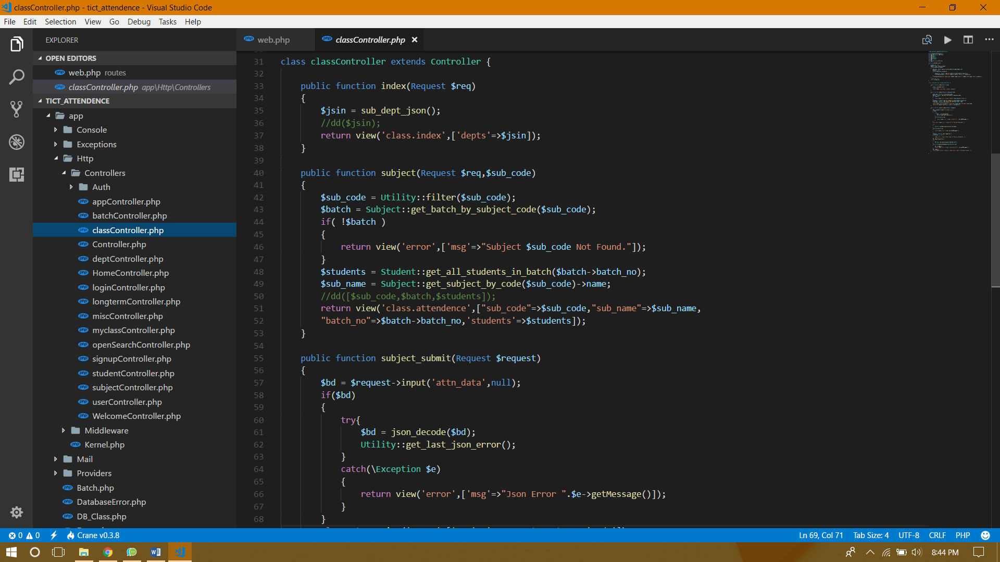 classController.php - tict_attendence - Visual Studio Code
File Edit Selection View Go Debug Tasks Help
EXPLORER
OPEN EDITORS
web.php routes
classController.php app\Http\Controllers
TICT_ATTENDENCE
app
Console
Exceptions
Http
Controllers
Auth
appController.php
batchController.php
classController.php
Controller.php
deptController.php
HomeController.php
loginController.php
longtermController.php
miscController.php
myclassController.php
openSearchController.php
signupController.php
studentController.php
subjectController.php
userController.php
WelcomeController.php
Middleware
Kernel.php
Mail
Providers
Batch.php
DatabaseError.php
DB_Class.php
web.php classController.php
31 class classController extends Controller {
32
33 public function index(Request $req)
34 {
35 $jsin = sub_dept_json();
36 //dd($jsin);
37 return view('class.index',['depts'=>$jsin]);
38 }
39
40 public function subject(Request $req,$sub_code)
41 {
42 $sub_code = Utility::filter($sub_code);
43 $batch = Subject::get_batch_by_subject_code($sub_code);
44 if( !$batch )
45 {
46 return view('error',['msg'=>"Subject $sub_code Not Found."]);
47 }
48 $students = Student::get_all_students_in_batch($batch->batch_no);
49 $sub_name = Subject::get_subject_by_code($sub_code)->name;
50 //dd([$sub_code,$batch,$students]);
51 return view('class.attendence',["sub_code"=>$sub_code,"sub_name"=>$sub_name,
52 "batch_no"=>$batch->batch_no,'students'=>$students]);
53 }
54
55 public function subject_submit(Request $request)
56 {
57 $bd = $request->input('attn_data',null);
58 if($bd)
59 {
60 try{
61 $bd = json_decode($bd);
62 Utility::get_last_json_error();
63 }
64 catch(\Exception $e)
65 {
66 return view('error',['msg'=>"Json Error ".$e->getMessage()]);
67 }
68 }
0 0 Crane v0.3.8 Ln 69, Col 71 Tab Size: 4 UTF-8 CRLF PHP
8:44 PM